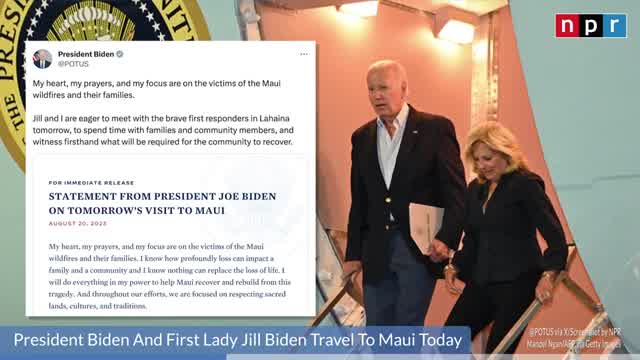 THE PRESIDENT
npr
President Biden
@POTUS
My heart, my prayers, and my focus are on the victims of the Maui
wildfires and their families.
Jill and I are eager to meet with the brave first responders in Lahaina
tomorrow, to spend time with families and community members, and
witness firsthand what will be required for the community to recover.
FOR IMMEDIATE RELEASE
STATEMENT FROM PRESIDENT JOE BIDEN
ON TOMORROW'S VISIT TO MAUI
AUGUST 20, 2023
My heart, my prayers, and my focus are on the victims of the Maui
wildfires and their families. I know how profoundly loss can impact a
family and a community and I know nothing can replace the loss of life. I
will do everything in my power to help Maui recover and rebuild from this
tragedy. And throughout our efforts, we are focused on respecting sacred
lands, cultures, and traditions.
President Biden And First Lady Jill Biden Travel To Maui Today
@POTUS via X/Screenshot by NPR
Mandel Ngan/AFP via Getty Images